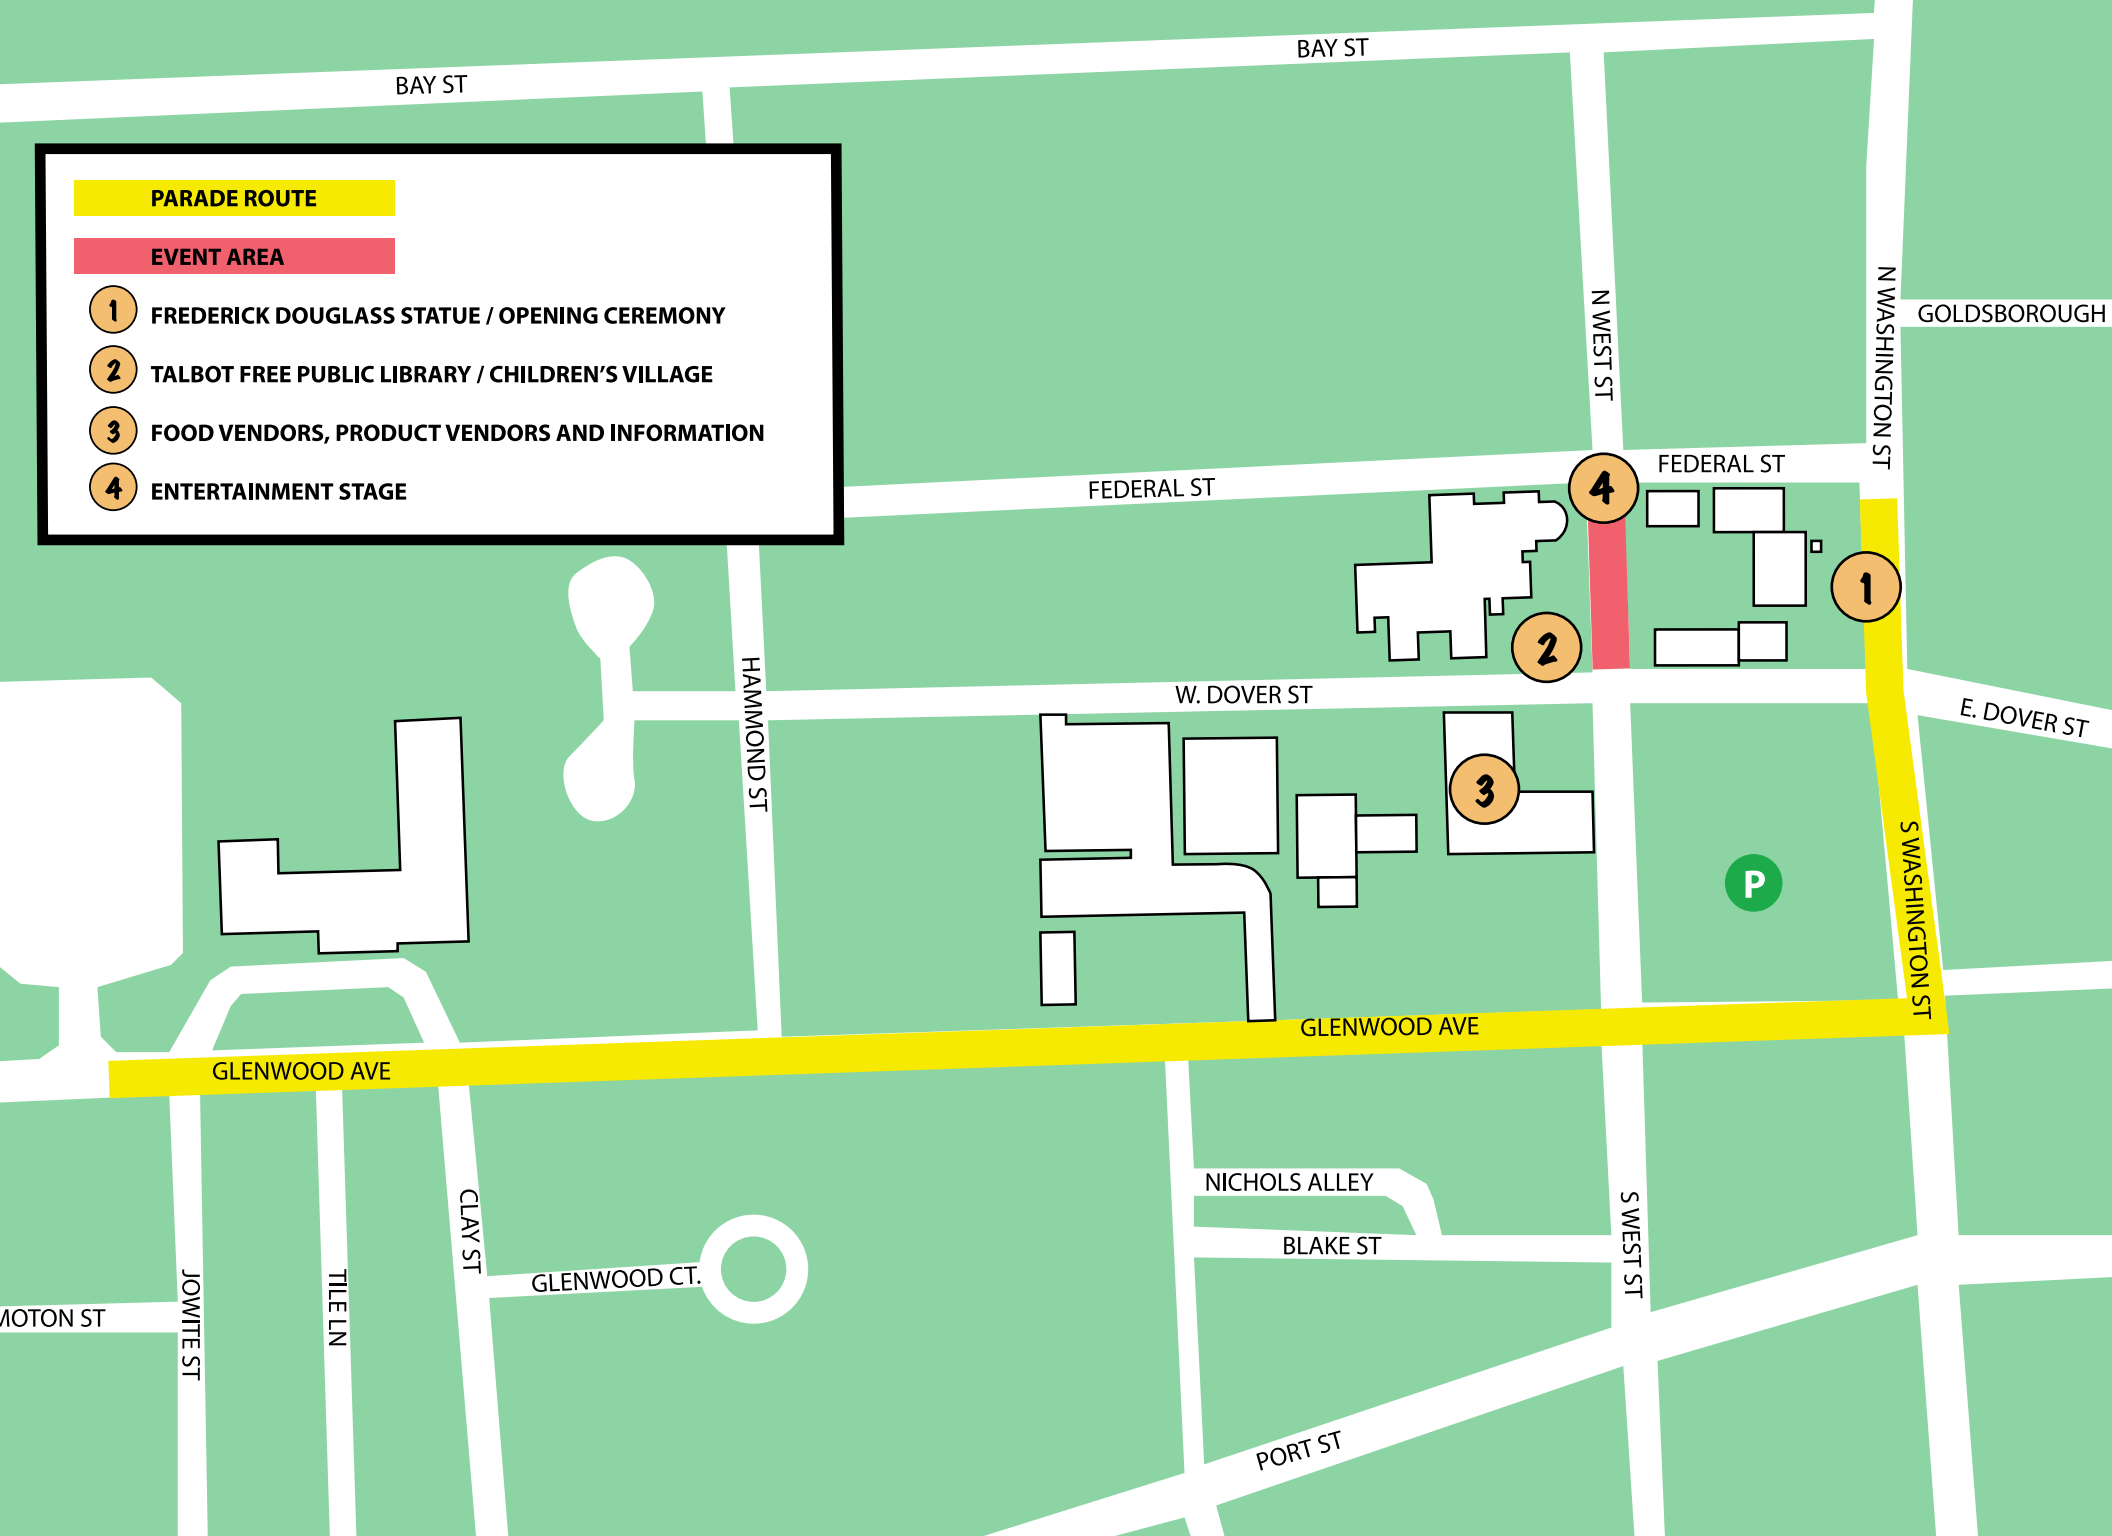 BAY ST
BAY ST
PARADE ROUTE
EVENT AREA
1 FREDERICK DOUGLASS STATUE / OPENING CEREMONY
2 TALBOT FREE PUBLIC LIBRARY / CHILDREN'S VILLAGE
3 FOOD VENDORS, PRODUCT VENDORS AND INFORMATION
4 ENTERTAINMENT STAGE
N WEST ST
N WASHINGTON ST
GOLDSBOROUGH
FEDERAL ST
FEDERAL ST
4
1
2
HAMMOND ST
W. DOVER ST
E. DOVER ST
3
P
S WASHINGTON ST
GLENWOOD AVE
GLENWOOD AVE
NICHOLS ALLEY
BLAKE ST
S WEST ST
CLAY ST
GLENWOOD CT.
JOWITE ST
TILE LN
MOTON ST
PORT ST